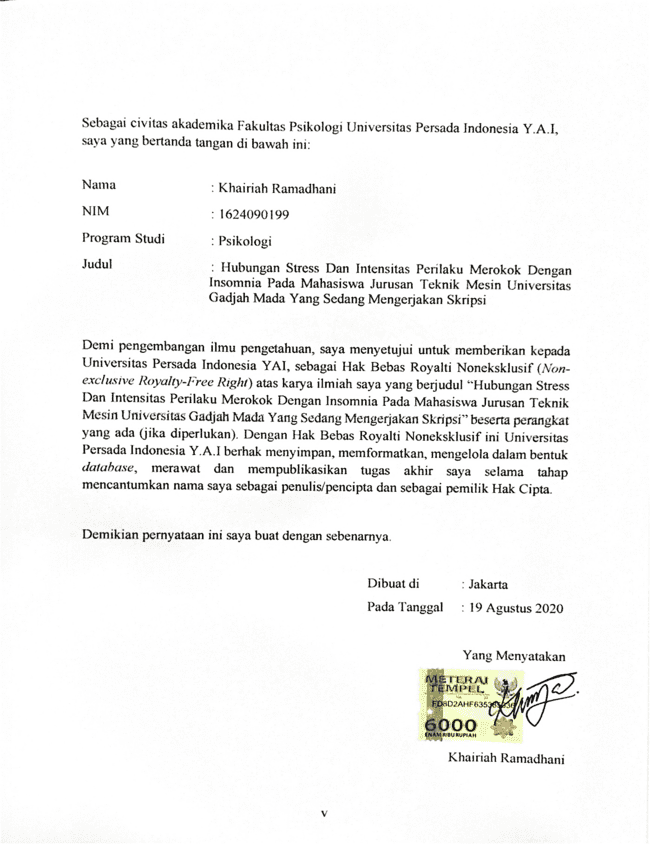 Sebagai civitas akademika Fakultas Psikologi Universitas Persada Indonesia Y.A.I,
saya yang bertanda tangan di bawah ini:
Nama : Khairiah Ramadhani
NIM : 1624090199
Program Studi : Psikologi
Judul : Hubungan Stress Dan Intensitas Perilaku Merokok Dengan
Insomnia Pada Mahasiswa Jurusan Teknik Mesin Universitas
Gadjah Mada Yang Sedang Mengerjakan Skripsi
Demi pengembangan ilmu pengetahuan, saya menyetujui untuk memberikan kepada
Universitas Persada Indonesia YAI, sebagai Hak Bebas Royalti Noneksklusif (Non-
exclusive Royalty-Free Right) atas karya ilmiah saya yang berjudul “Hubungan Stress
Dan Intensitas Perilaku Merokok Dengan Insomnia Pada Mahasiswa Jurusan Teknik
Mesin Universitas Gadjah Mada Yang Sedang Mengerjakan Skripsi” beserta perangkat
yang ada (jika diperlukan). Dengan Hak Bebas Royalti Noneksklusif ini Universitas
Persada Indonesia Y.A.I berhak menyimpan, memformatkan, mengelola dalam bentuk
database, merawat dan mempublikasikan tugas akhir saya selama tahap
mencantumkan nama saya sebagai penulis/pencipta dan sebagai pemilik Hak Cipta.
Demikian pernyataan ini saya buat dengan sebenarnya.
Dibuat di : Jakarta
Pada Tanggal : 19 Agustus 2020
Yang Menyatakan
METERAI
TEMPEL
6000
ENAM RIBU RUPIAH
Khairiah Ramadhani
v